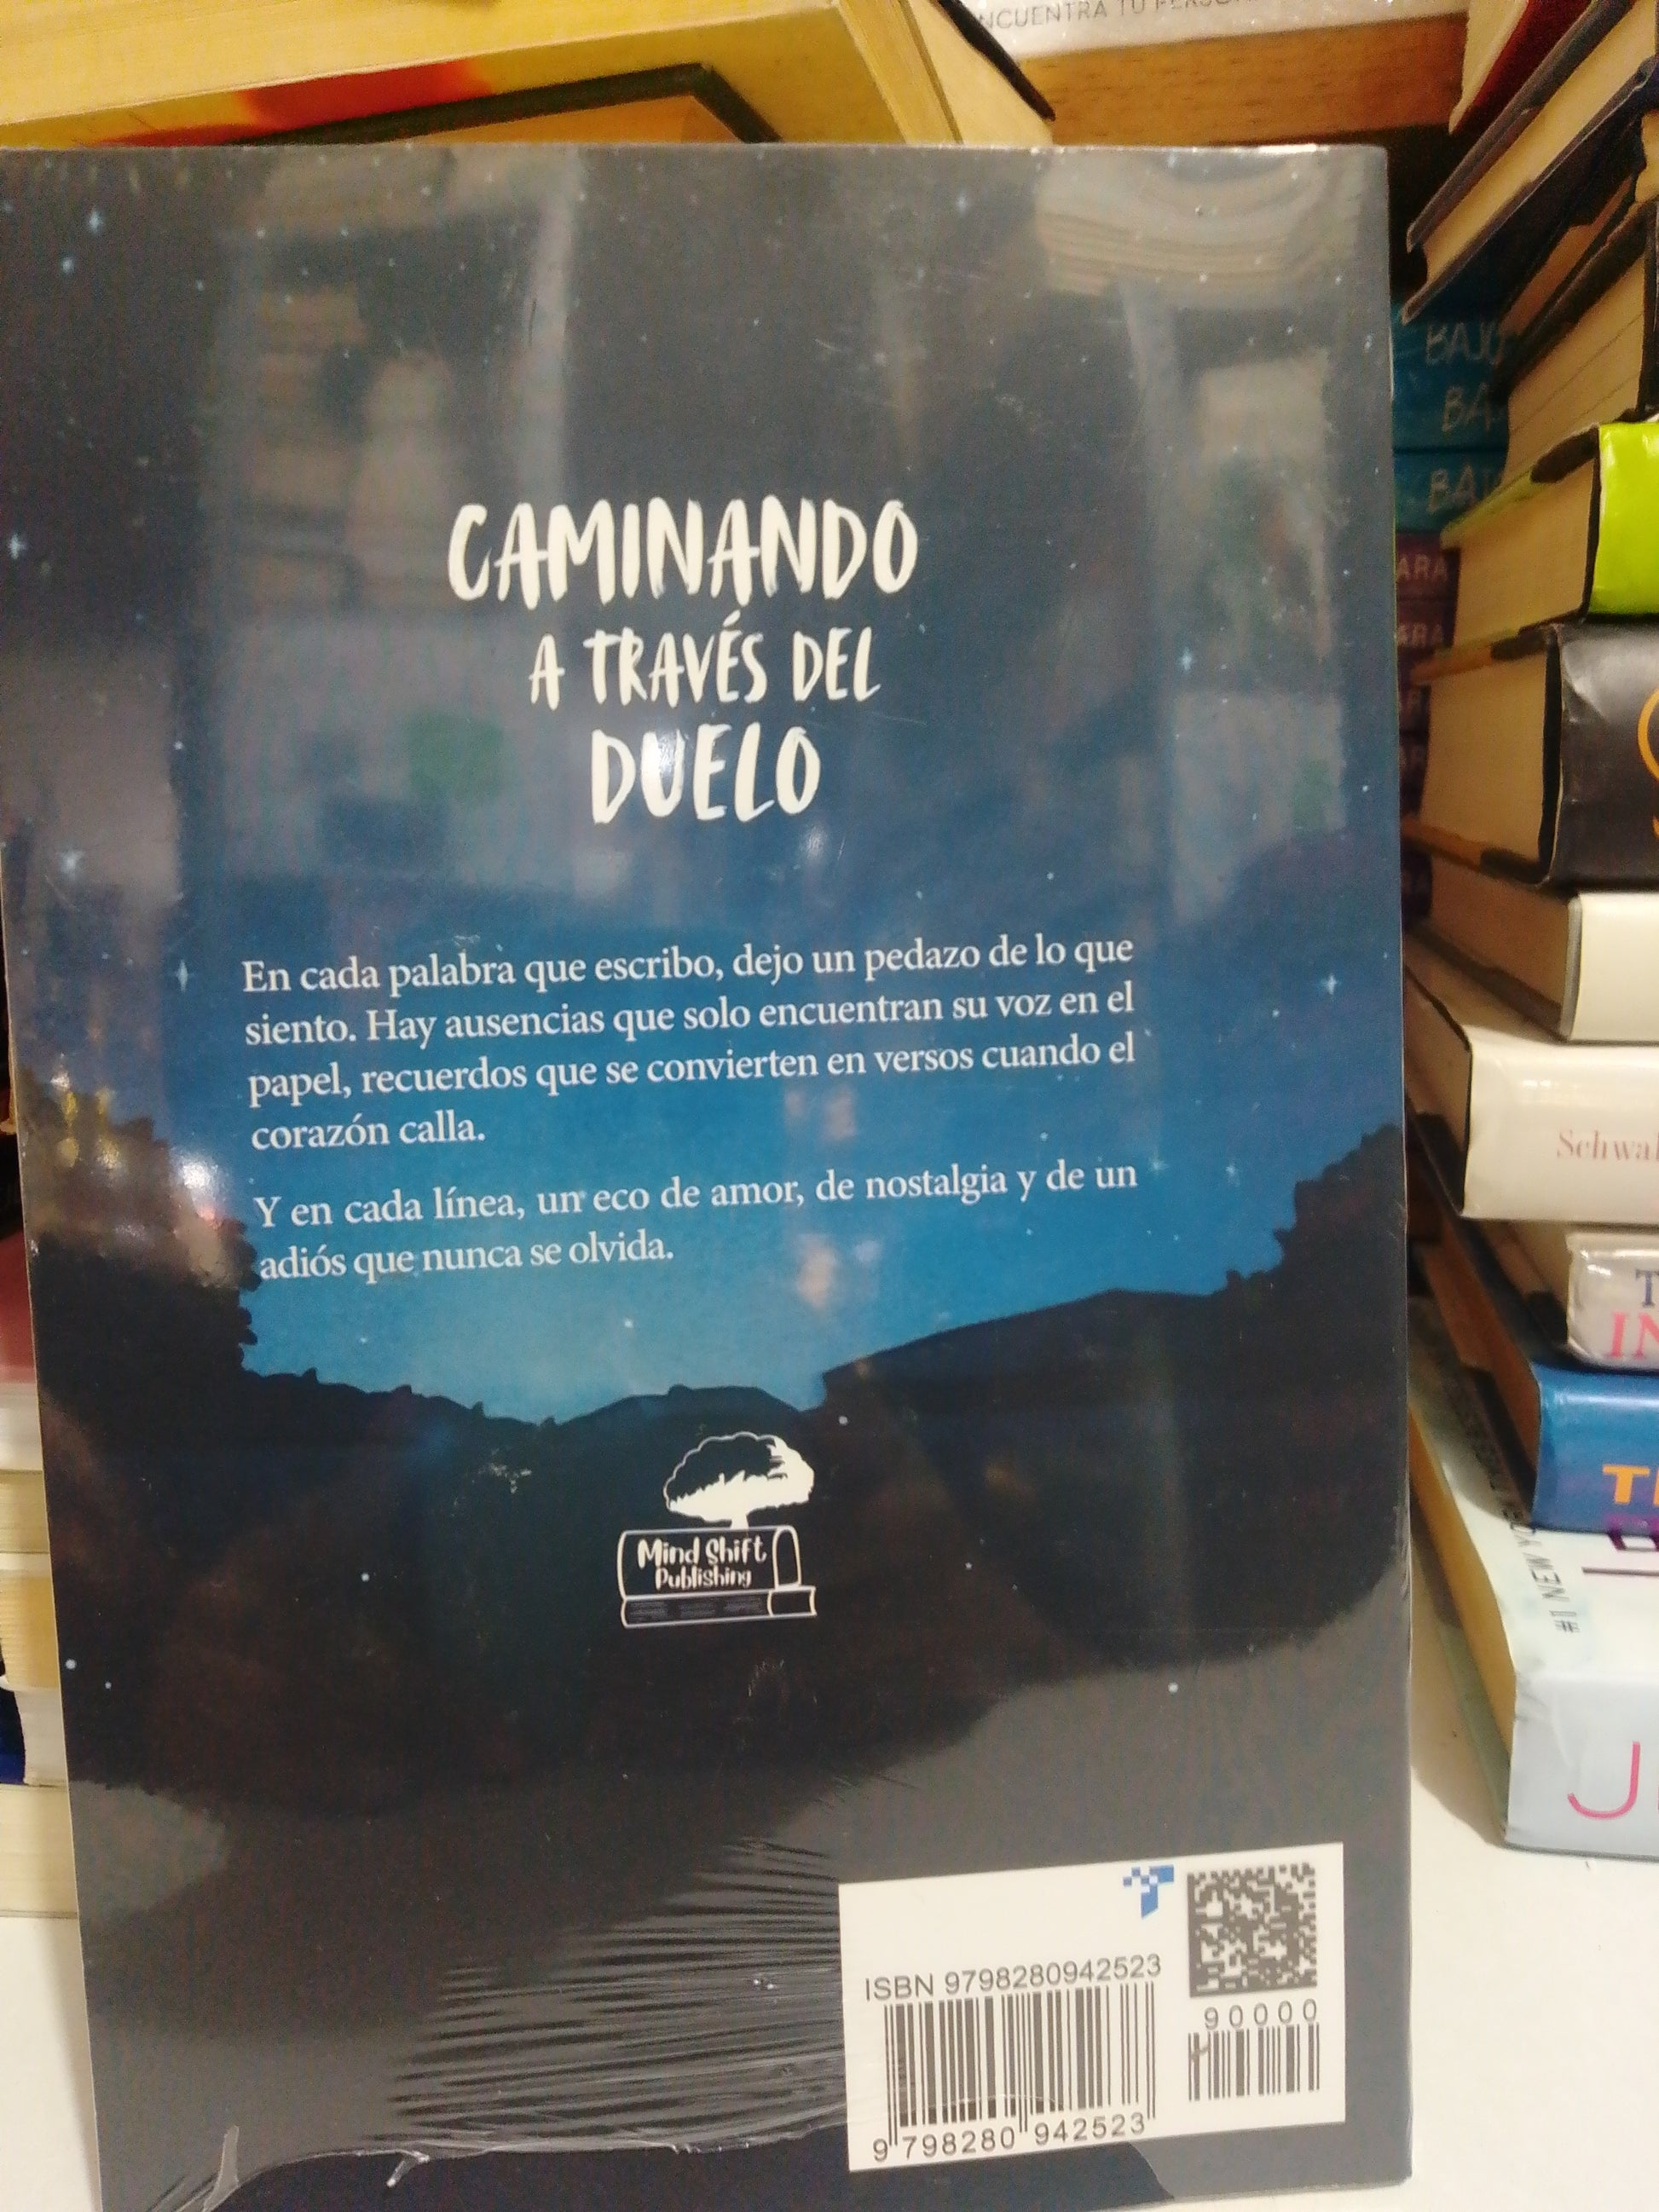 CAMINANDO
A TRAVÉS DEL
DUELO
En cada palabra que escribo, dejo un pedazo de lo que
siento. Hay ausencias que solo encuentran su voz en el
papel, recuerdos que se convierten en versos cuando el
corazón calla.
Y en cada línea, un eco de amor, de nostalgia y de un
adiós que nunca se olvida.
Mind Shift
Publishing
ISBN 9798280942523
90000
9 798280 942523
BAJO
#1 NEW